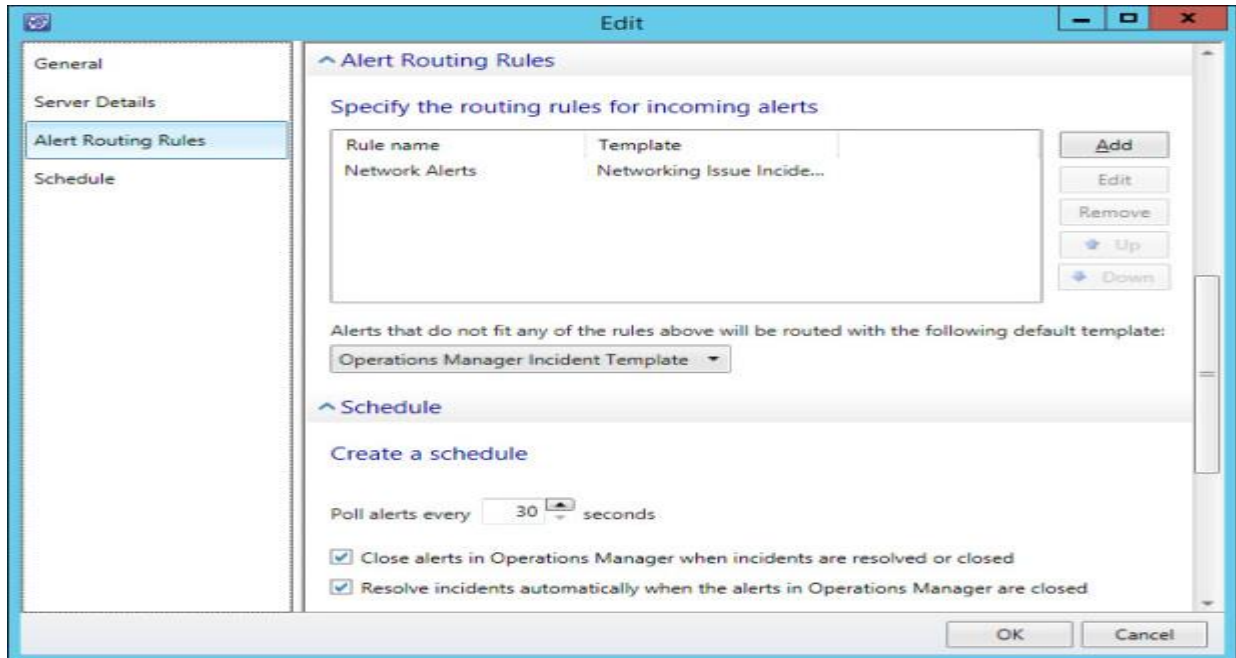 Edit
General
Server Details
Alert Routing Rules
Schedule
Alert Routing Rules
Specify the routing rules for incoming alerts
Rule name Template
Network Alerts Networking Issue Incide...
Add
Edit
Remove
Up
Down
Alerts that do not fit any of the rules above will be routed with the following default template:
Operations Manager Incident Template
Schedule
Create a schedule
Poll alerts every 30 seconds
Close alerts in Operations Manager when incidents are resolved or closed
Resolve incidents automatically when the alerts in Operations Manager are closed
OK Cancel